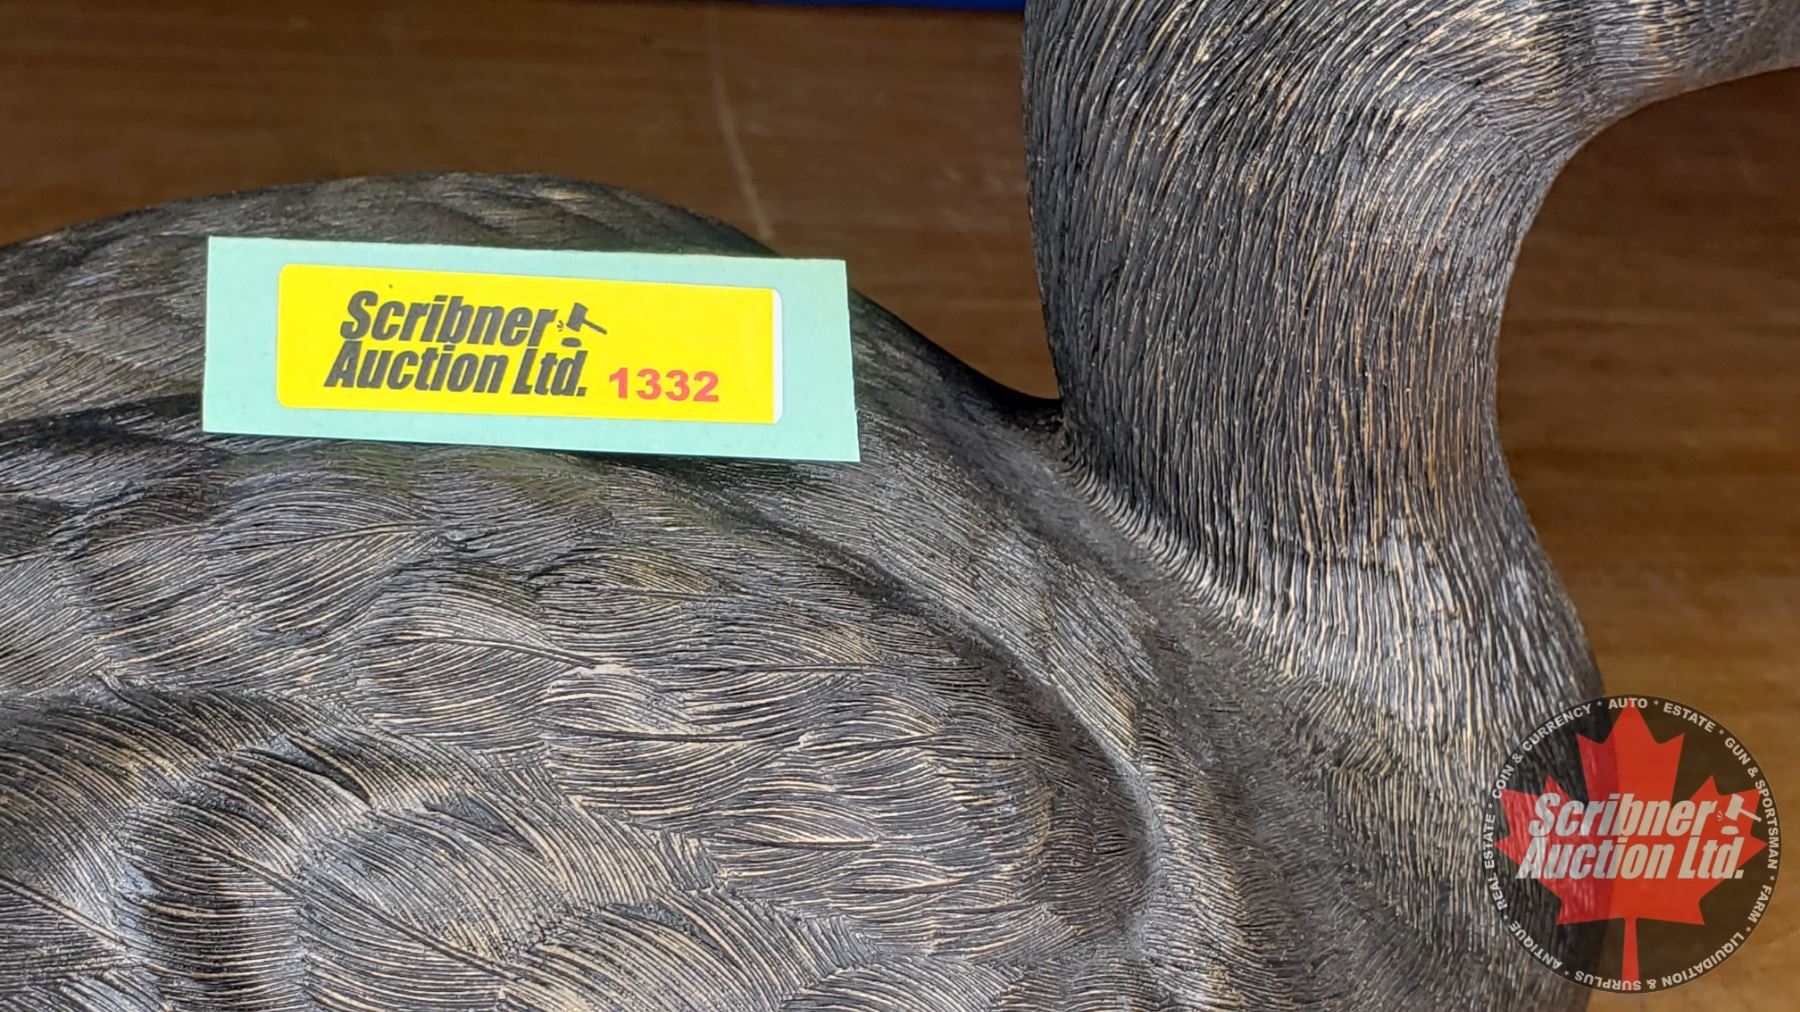 Scribner
Auction Ltd. 1332
COIN & CURRENCY * AUTO * ESTATE * GUN & SPORTSMAN * FARM * LIQUIDATION & SURPLUS * ANTIQUE * REAL ESTATE *
Scribner
Auction Ltd.